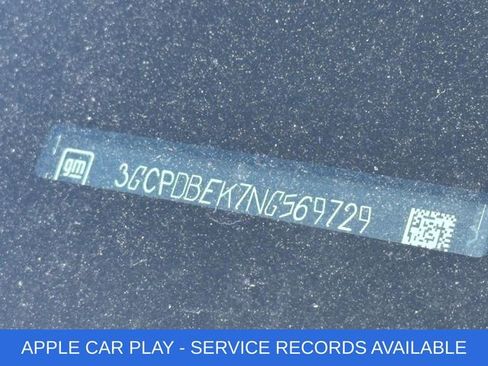 gm
3GCPDBEK7NG569729
APPLE CAR PLAY - SERVICE RECORDS AVAILABLE